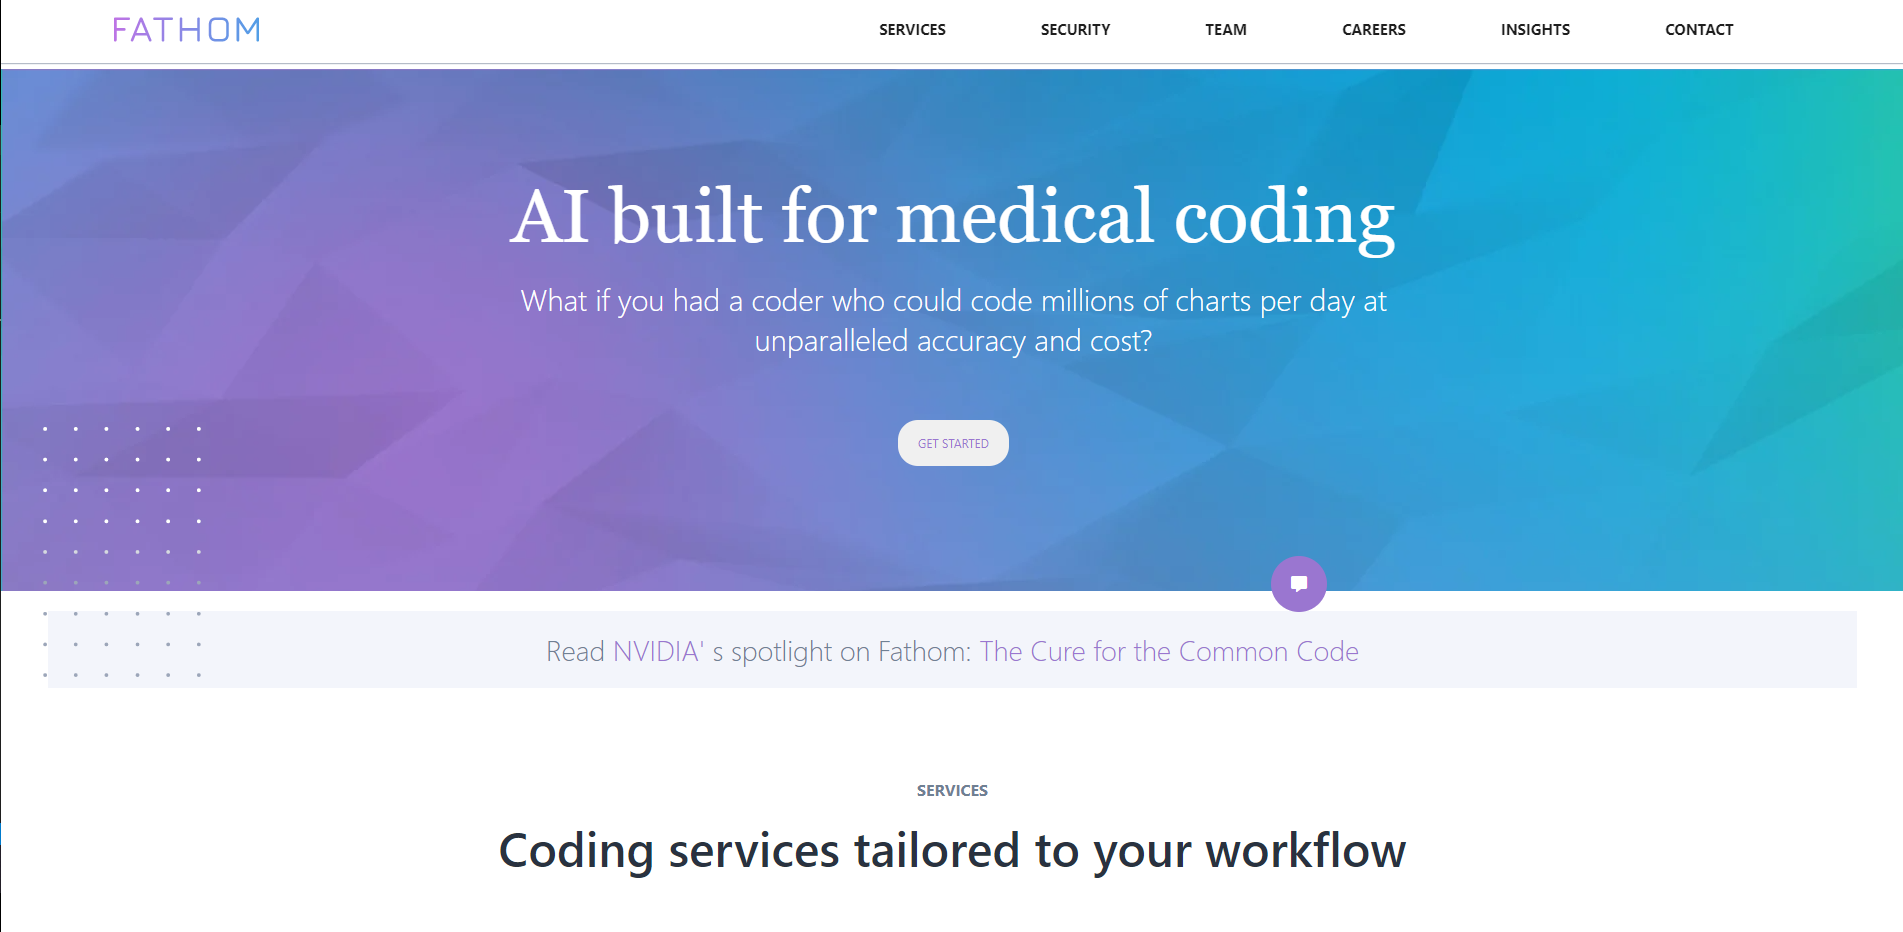 FATHOM
SERVICES
SECURITY
TEAM
CAREERS
INSIGHTS
CONTACT
AI built for medical coding
What if you had a coder who could code millions of charts per day at
unparalleled accuracy and cost?
GET STARTED
Read NVIDIA' s spotlight on Fathom: The Cure for the Common Code
SERVICES
Coding services tailored to your workflow